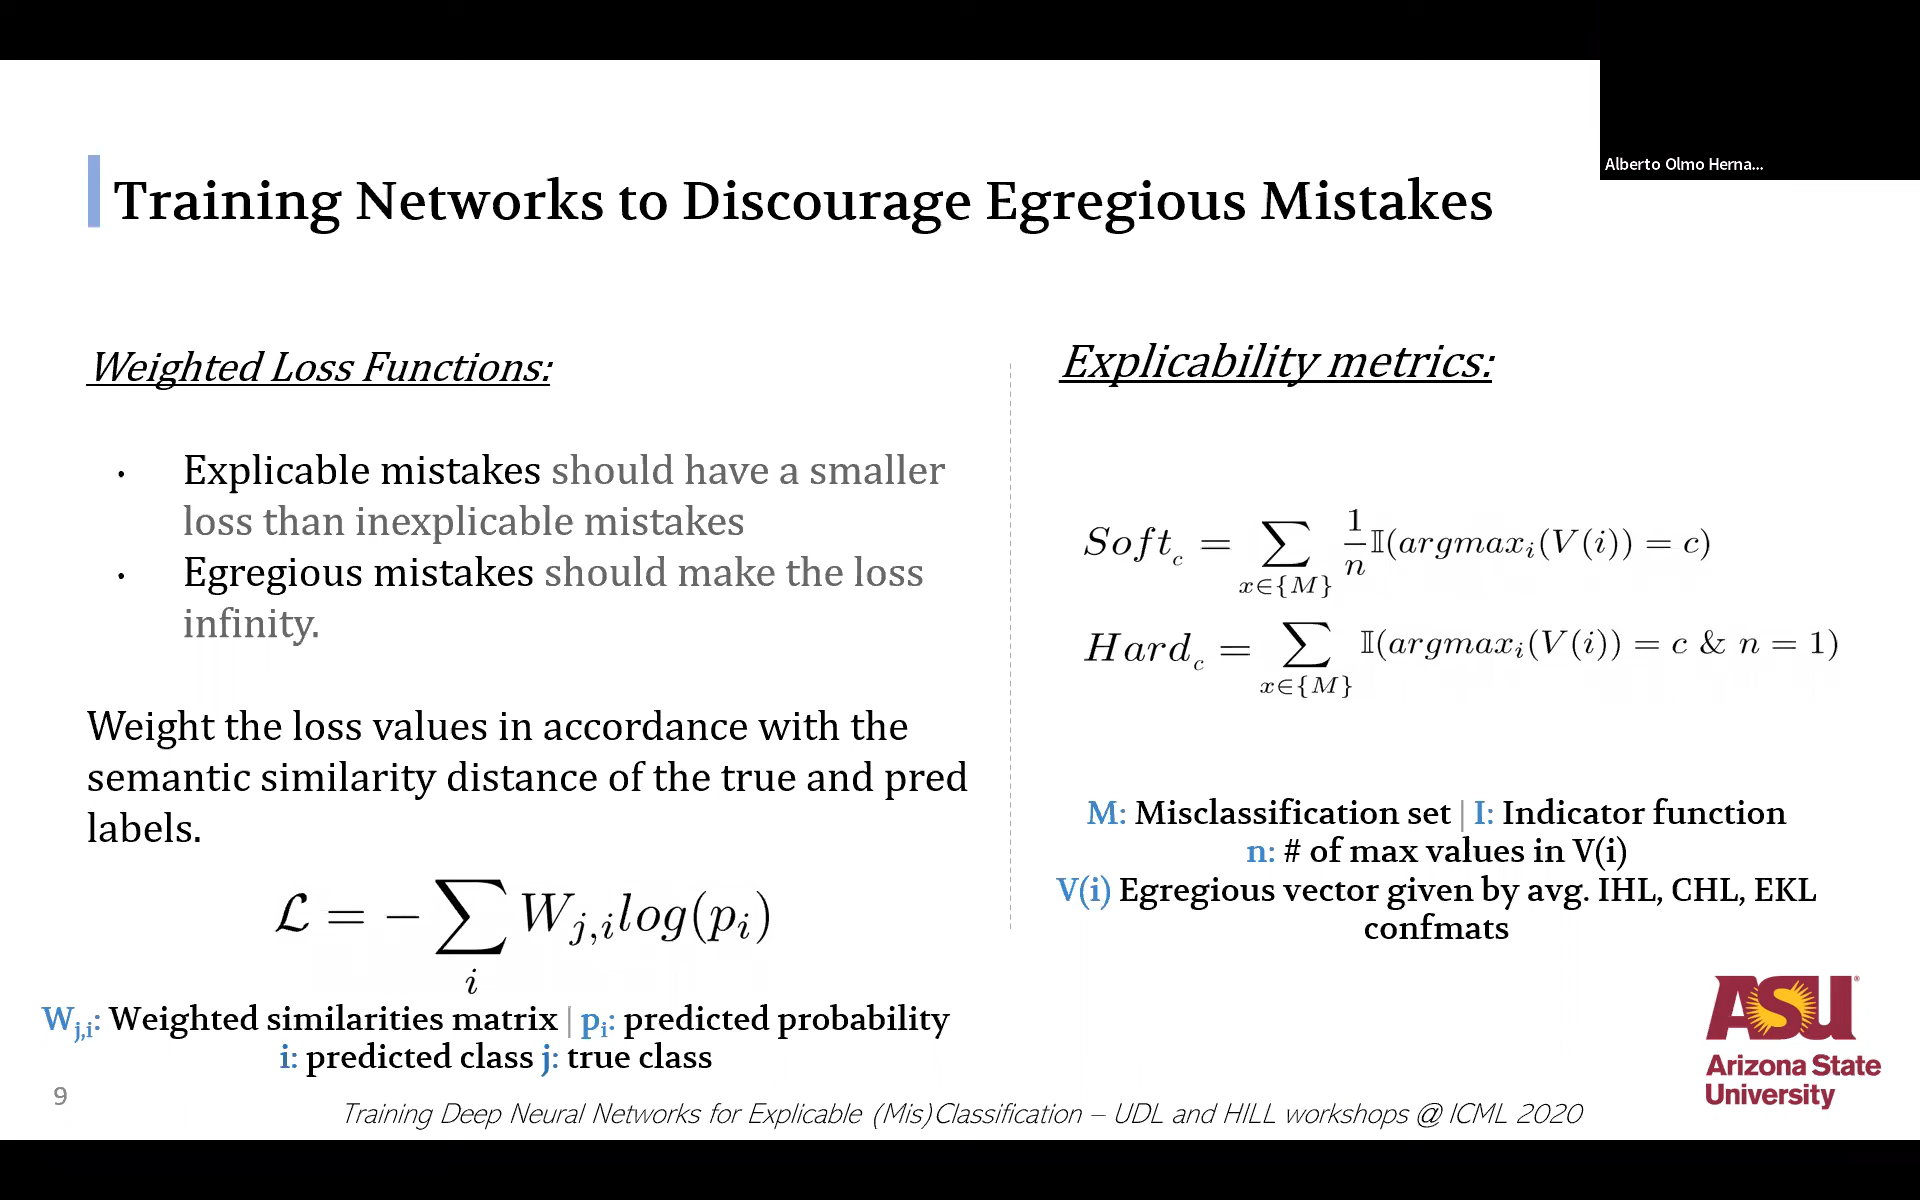 Alberto Olmo Herna...
Training Networks to Discourage Egregious Mistakes
Weighted Loss Functions:
· Explicable mistakes should have a smaller
loss than inexplicable mistakes
· Egregious mistakes should make the loss
infinity.
Weight the loss values in accordance with the
semantic similarity distance of the true and pred
labels.
ℒ = − ∑_i W_{j,i} log(p_i)
W_{j,i}: Weighted similarities matrix | p_i: predicted probability
i: predicted class j: true class
Explicability metrics:
Soft_c = ∑_{x∈{M}} 1/n 𝕀(argmax_i(V(i)) = c)
Hard_c = ∑_{x∈{M}} 𝕀(argmax_i(V(i)) = c & n = 1)
M: Misclassification set | I: Indicator function
n: # of max values in V(i)
V(i) Egregious vector given by avg. IHL, CHL, EKL
confmats
ASU
Arizona State
University
9
Training Deep Neural Networks for Explicable (Mis)Classification – UDL and HILL workshops @ ICML 2020